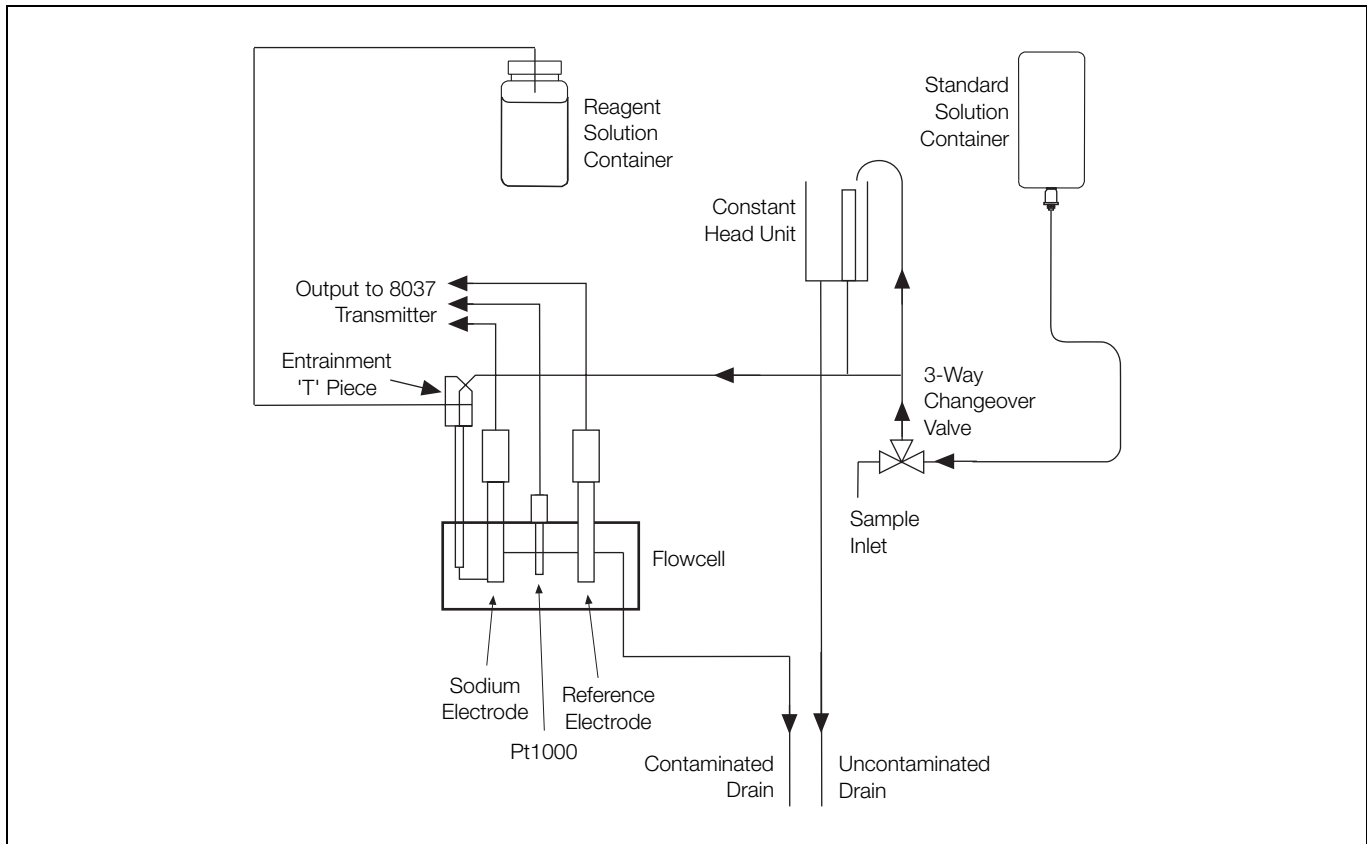 Reagent
Solution
Container
Standard
Solution
Container
Constant
Head Unit
Output to 8037
Transmitter
Entrainment
'T' Piece
3-Way
Changeover
Valve
Sample
Inlet
Flowcell
Sodium
Electrode
Reference
Electrode
Pt1000
Contaminated
Drain
Uncontaminated
Drain